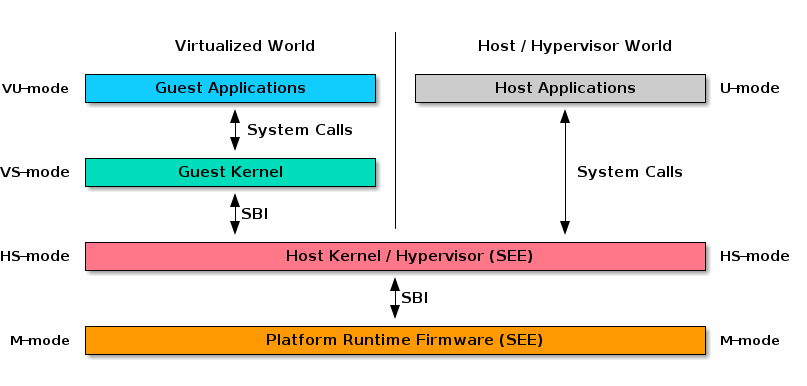 Virtualized World
Host / Hypervisor World
VU-mode
Guest Applications
Host Applications
U-mode
System Calls
VS-mode
Guest Kernel
System Calls
SBI
HS-mode
Host Kernel / Hypervisor (SEE)
HS-mode
SBI
M-mode
Platform Runtime Firmware (SEE)
M-mode